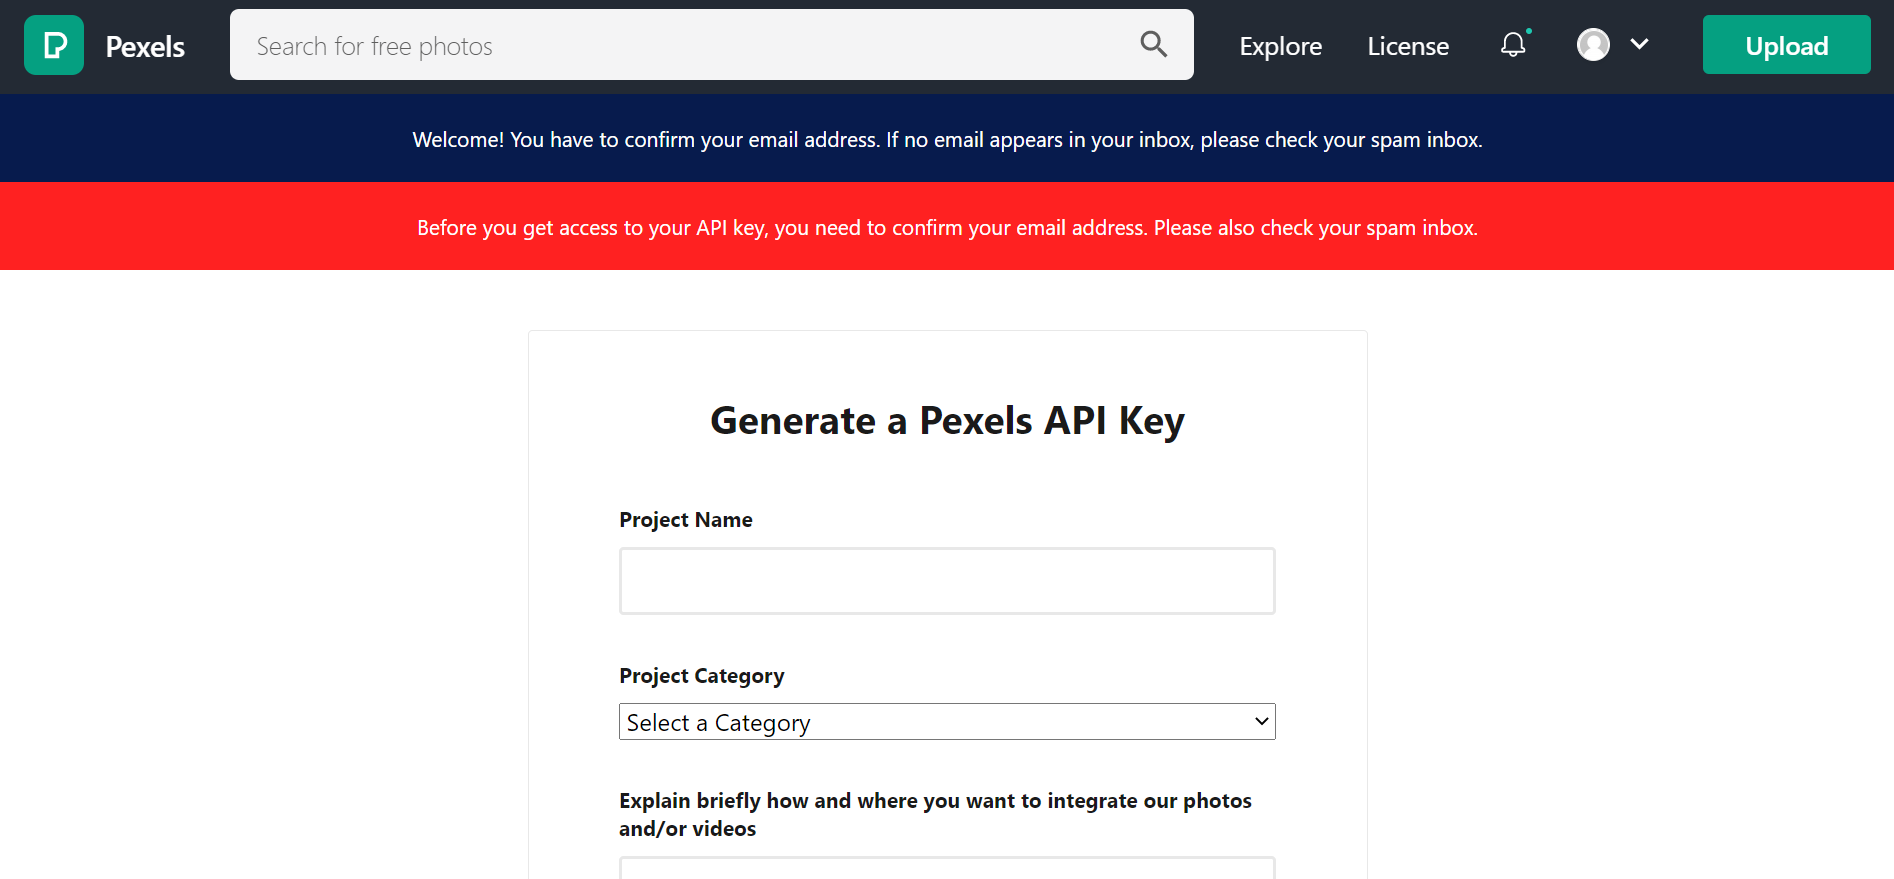 Pexels
Search for free photos
Explore
License
Upload
Welcome! You have to confirm your email address. If no email appears in your inbox, please check your spam inbox.
Before you get access to your API key, you need to confirm your email address. Please also check your spam inbox.
Generate a Pexels API Key
Project Name
Project Category
Select a Category
Explain briefly how and where you want to integrate our photos
and/or videos